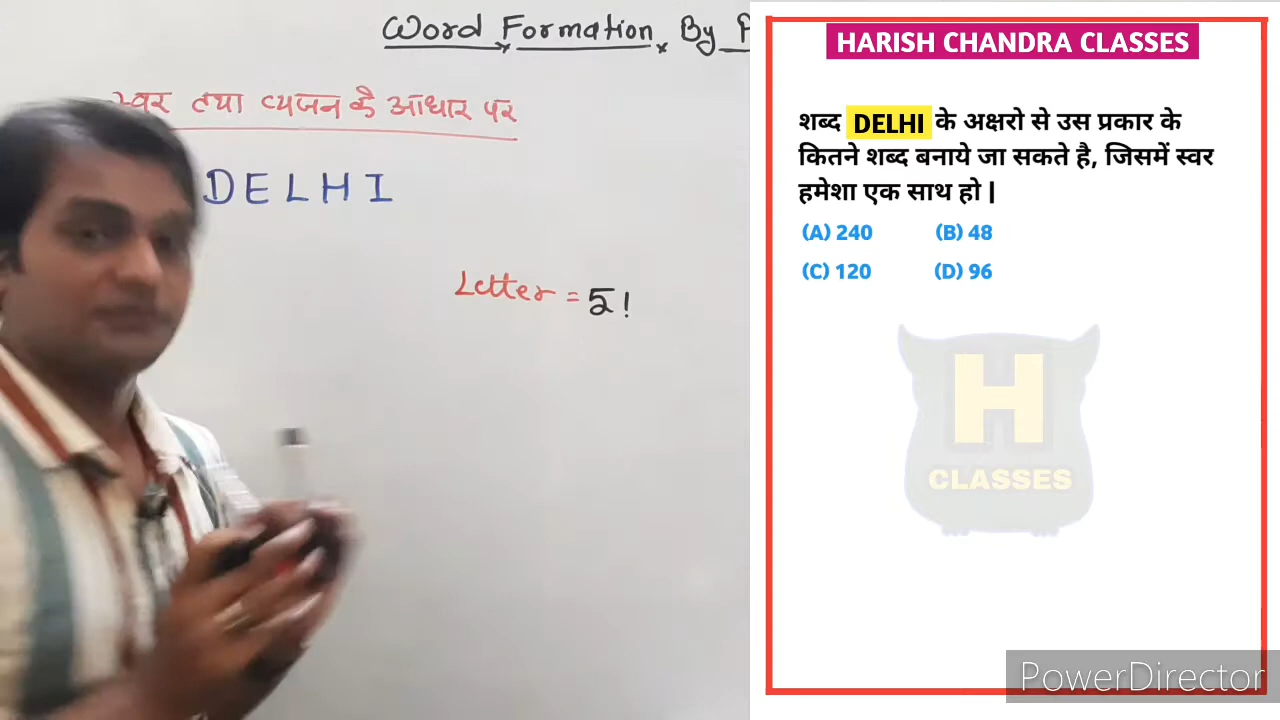 Word Formation By
स्वर तथा व्यंजन के आधार पर
DELHI
Letter = 5!
HARISH CHANDRA CLASSES
शब्द DELHI के अक्षरो से उस प्रकार के
कितने शब्द बनाये जा सकते है, जिसमें स्वर
हमेशा एक साथ हो |
(A) 240 (B) 48
(C) 120 (D) 96
H
CLASSES
PowerDirector